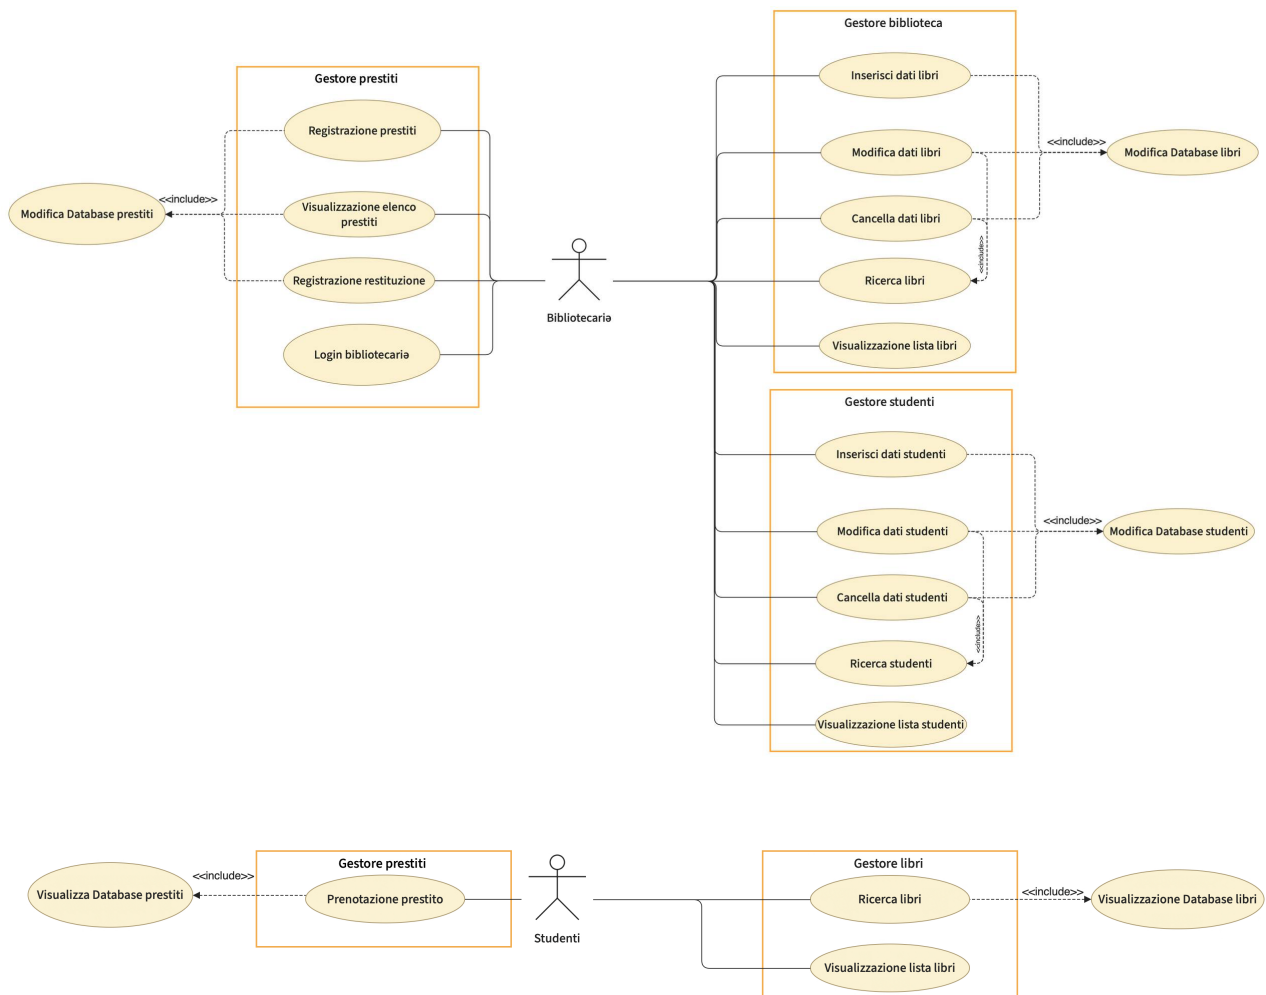 Gestore prestiti
Registrazione prestiti
<<include>>
Modifica Database prestiti
Visualizzazione elenco
prestiti
Registrazione restituzione
Login bibliotecariə
Bibliotecariə
Gestore biblioteca
Inserisci dati libri
Modifica dati libri
<<include>>
Modifica Database libri
Cancella dati libri
<<include>>
Ricerca libri
Visualizzazione lista libri
Gestore studenti
Inserisci dati studenti
Modifica dati studenti
<<include>>
Modifica Database studenti
Cancella dati studenti
<<include>>
Ricerca studenti
Visualizzazione lista studenti
Gestore prestiti
<<include>>
Visualizza Database prestiti
Prenotazione prestito
Studenti
Gestore libri
Ricerca libri
<<include>>
Visualizzazione Database libri
Visualizzazione lista libri